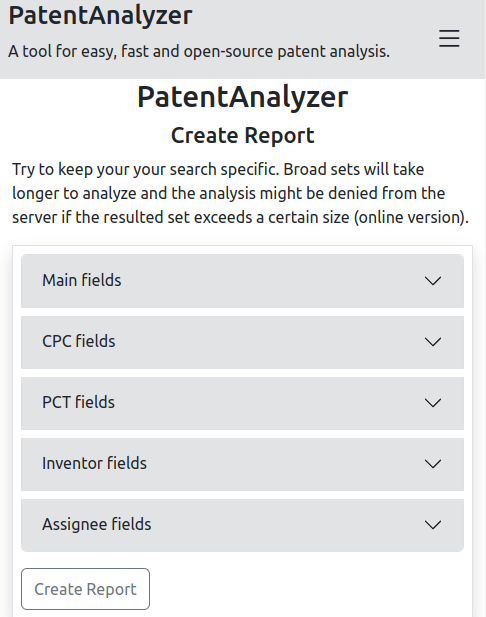 PatentAnalyzer
A tool for easy, fast and open-source patent analysis.
PatentAnalyzer
Create Report
Try to keep your your search specific. Broad sets will take
longer to analyze and the analysis might be denied from the
server if the resulted set exceeds a certain size (online version).
Main fields
CPC fields
PCT fields
Inventor fields
Assignee fields
Create Report